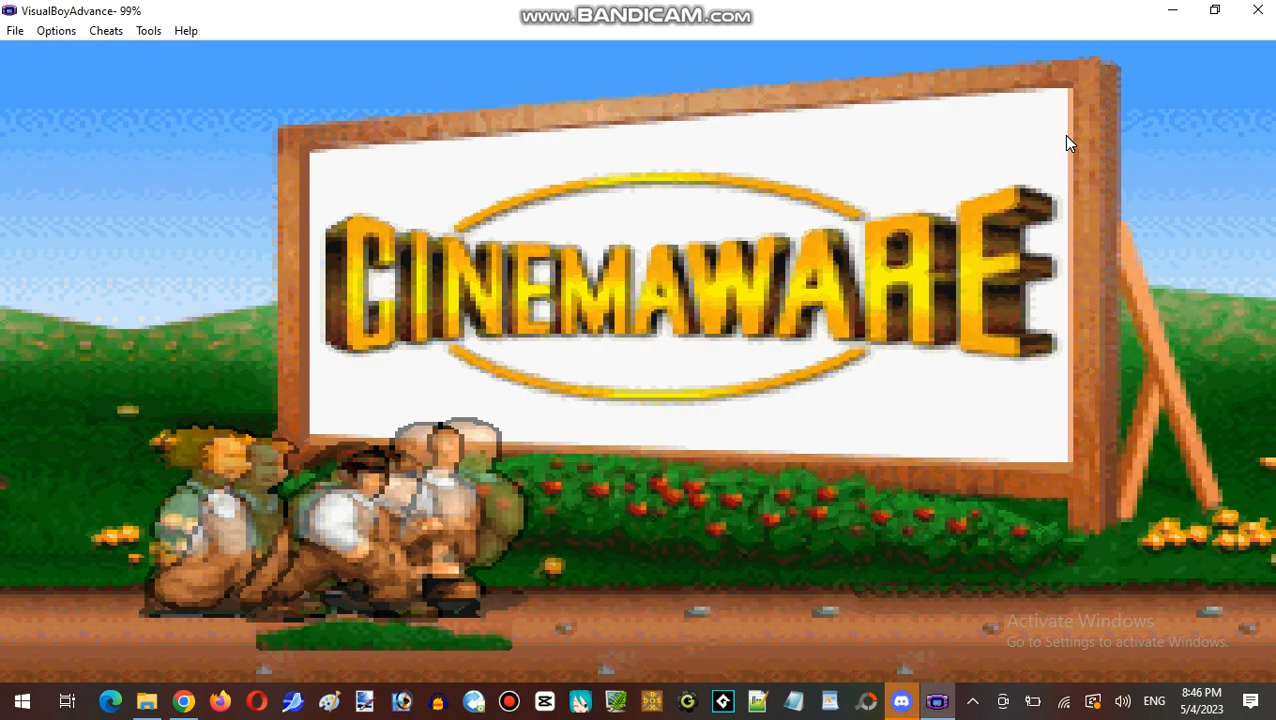 VisualBoyAdvance- 99%
www.BANDICAM.com
File Options Cheats Tools Help
CINEMAWARE
Activate Windows
Go to Settings to activate Windows.
ENG
8:46 PM
5/4/2023